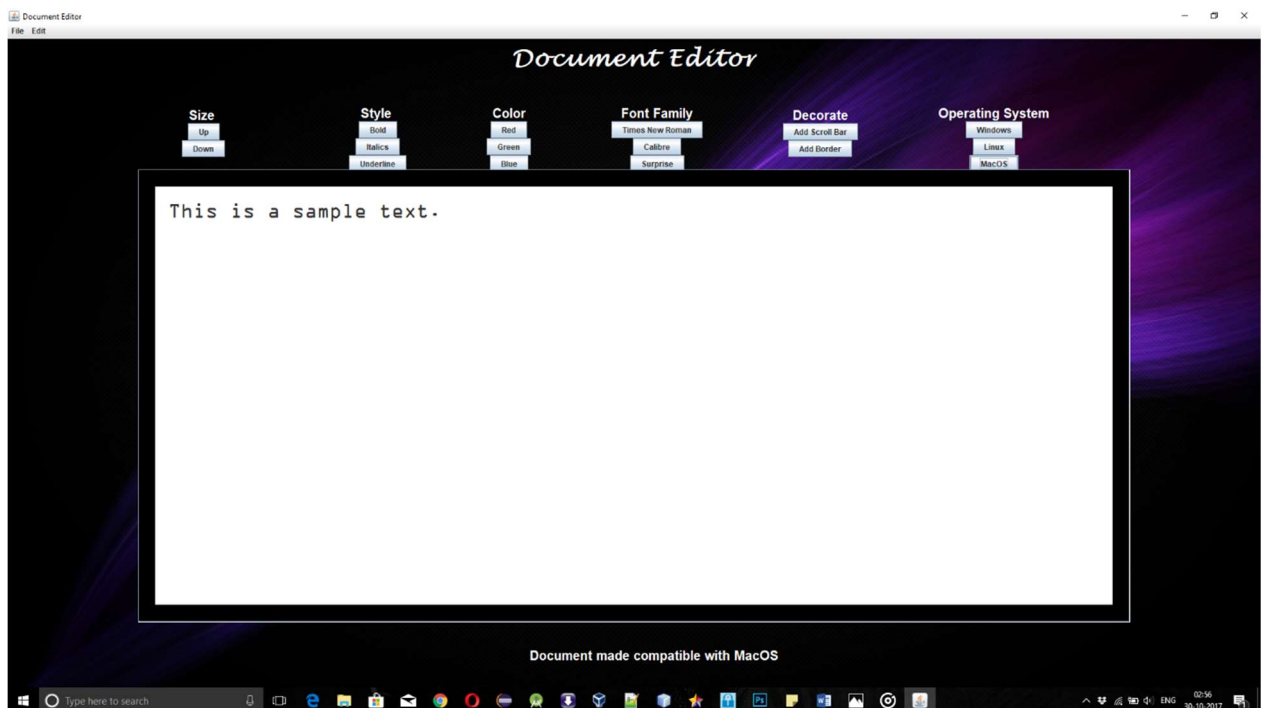 Document Editor
File Edit
Document Editor
Size Style Color Font Family Decorate Operating System
Up Bold Red Times New Roman Add Scroll Bar Windows
Down Italics Green Calibre Add Border Linux
Underline Blue Surprise MacOS
This is a sample text.
Document made compatible with MacOS
Type here to search ENG 02:56
30-10-2017